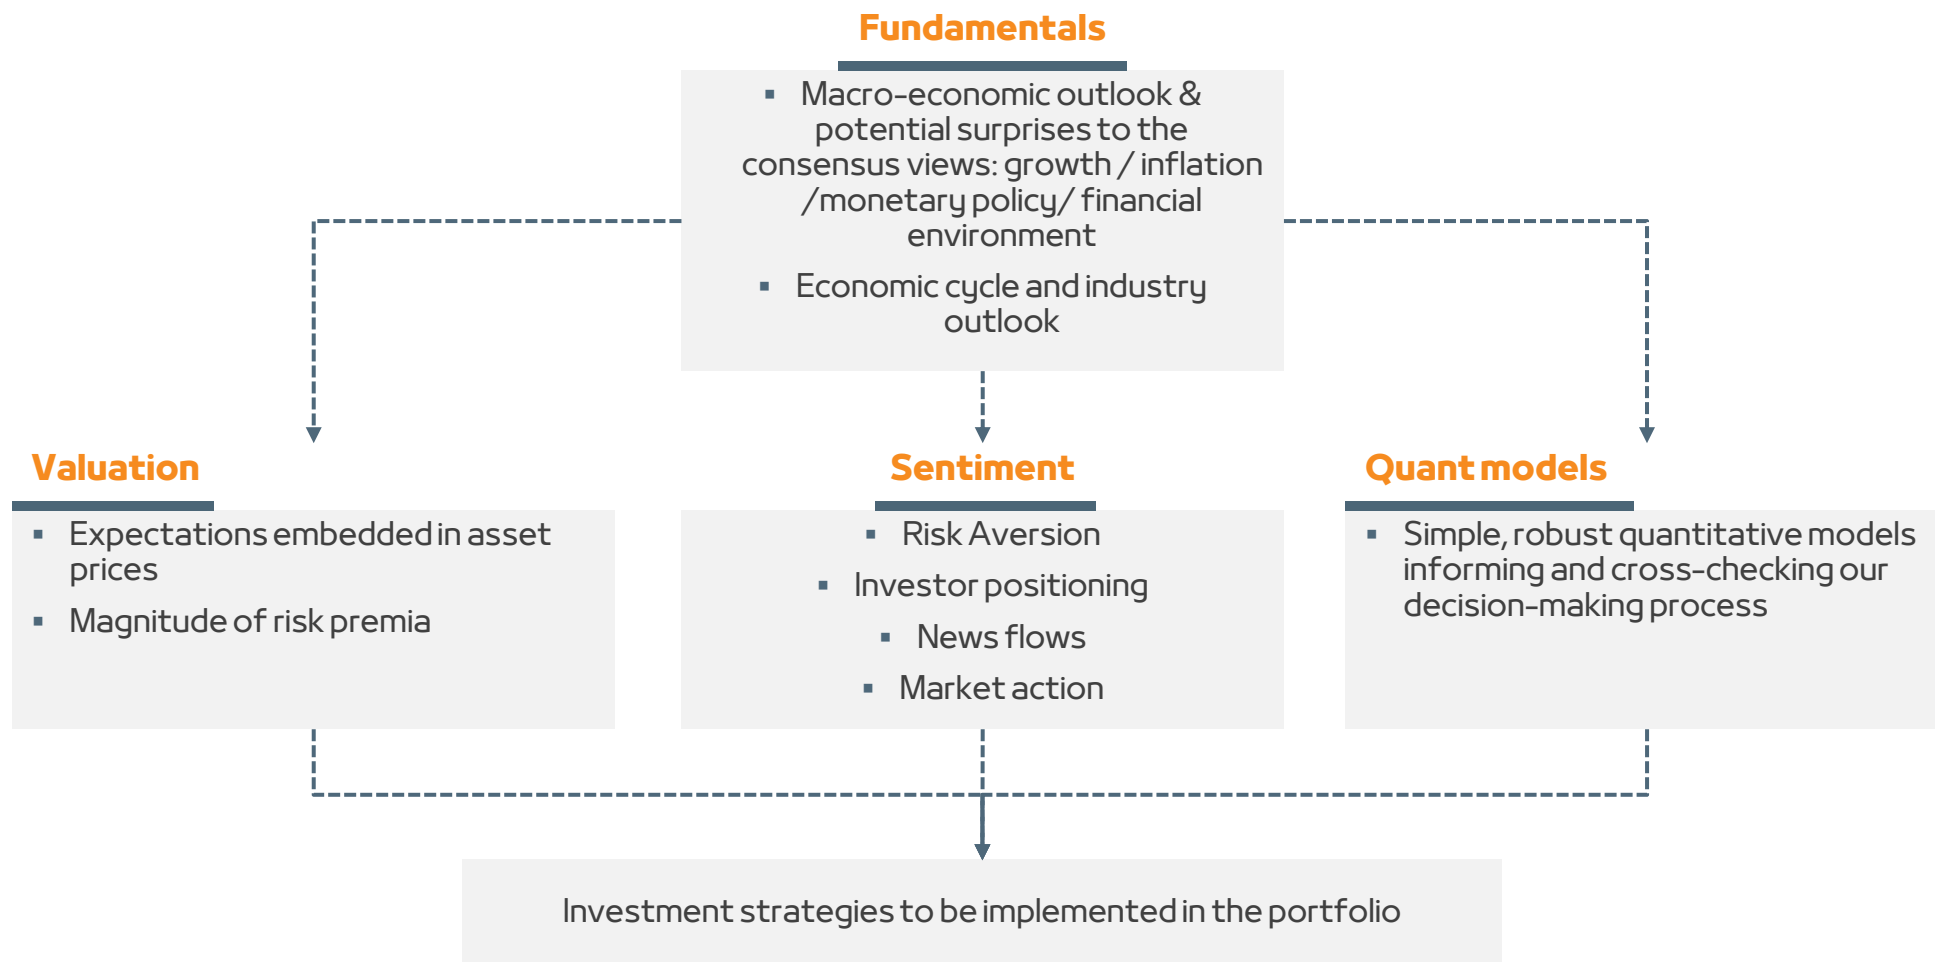 Fundamentals
▪ Macro-economic outlook &
potential surprises to the
consensus views: growth / inflation
/monetary policy/ financial
environment
▪ Economic cycle and industry
outlook
Valuation
▪ Expectations embedded in asset
prices
▪ Magnitude of risk premia
Sentiment
▪ Risk Aversion
▪ Investor positioning
▪ News flows
▪ Market action
Quant models
▪ Simple, robust quantitative models
informing and cross-checking our
decision-making process
Investment strategies to be implemented in the portfolio